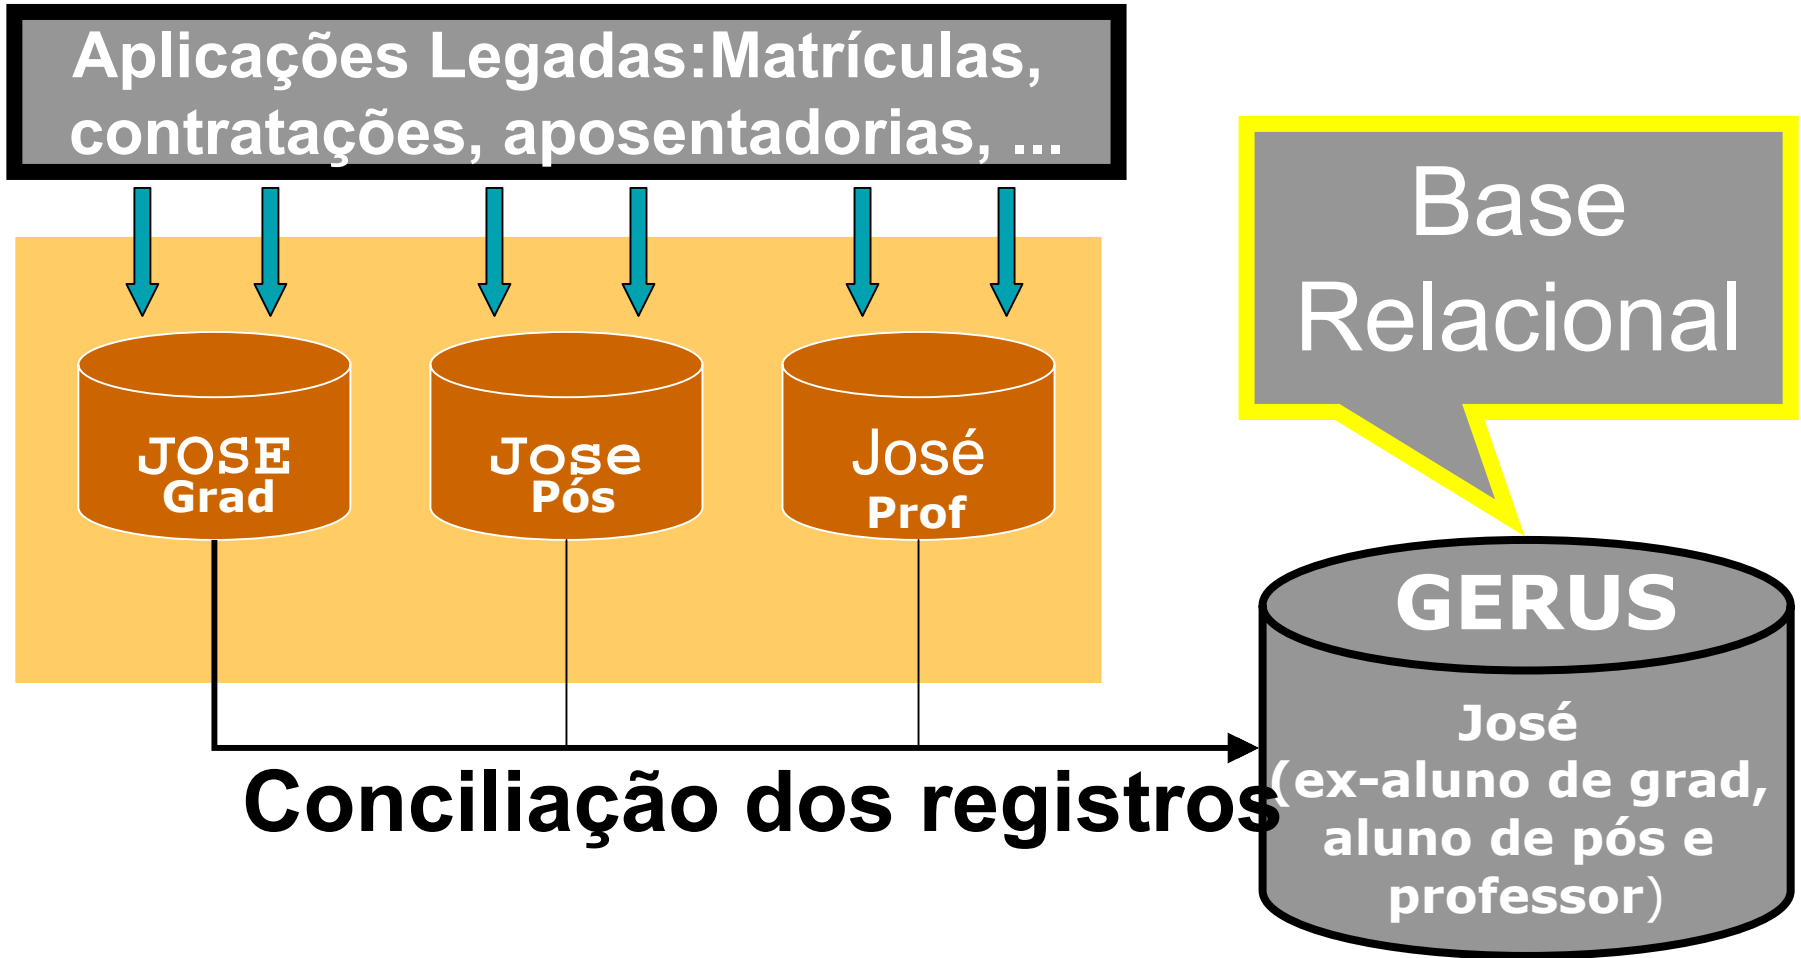 Aplicações Legadas:Matrículas,
contratações, aposentadorias, ...
Base
Relacional
JOSE
Grad
Jose
Pós
José
Prof
GERUS
José
(ex-aluno de grad,
aluno de pós e
professor)
Conciliação dos registros